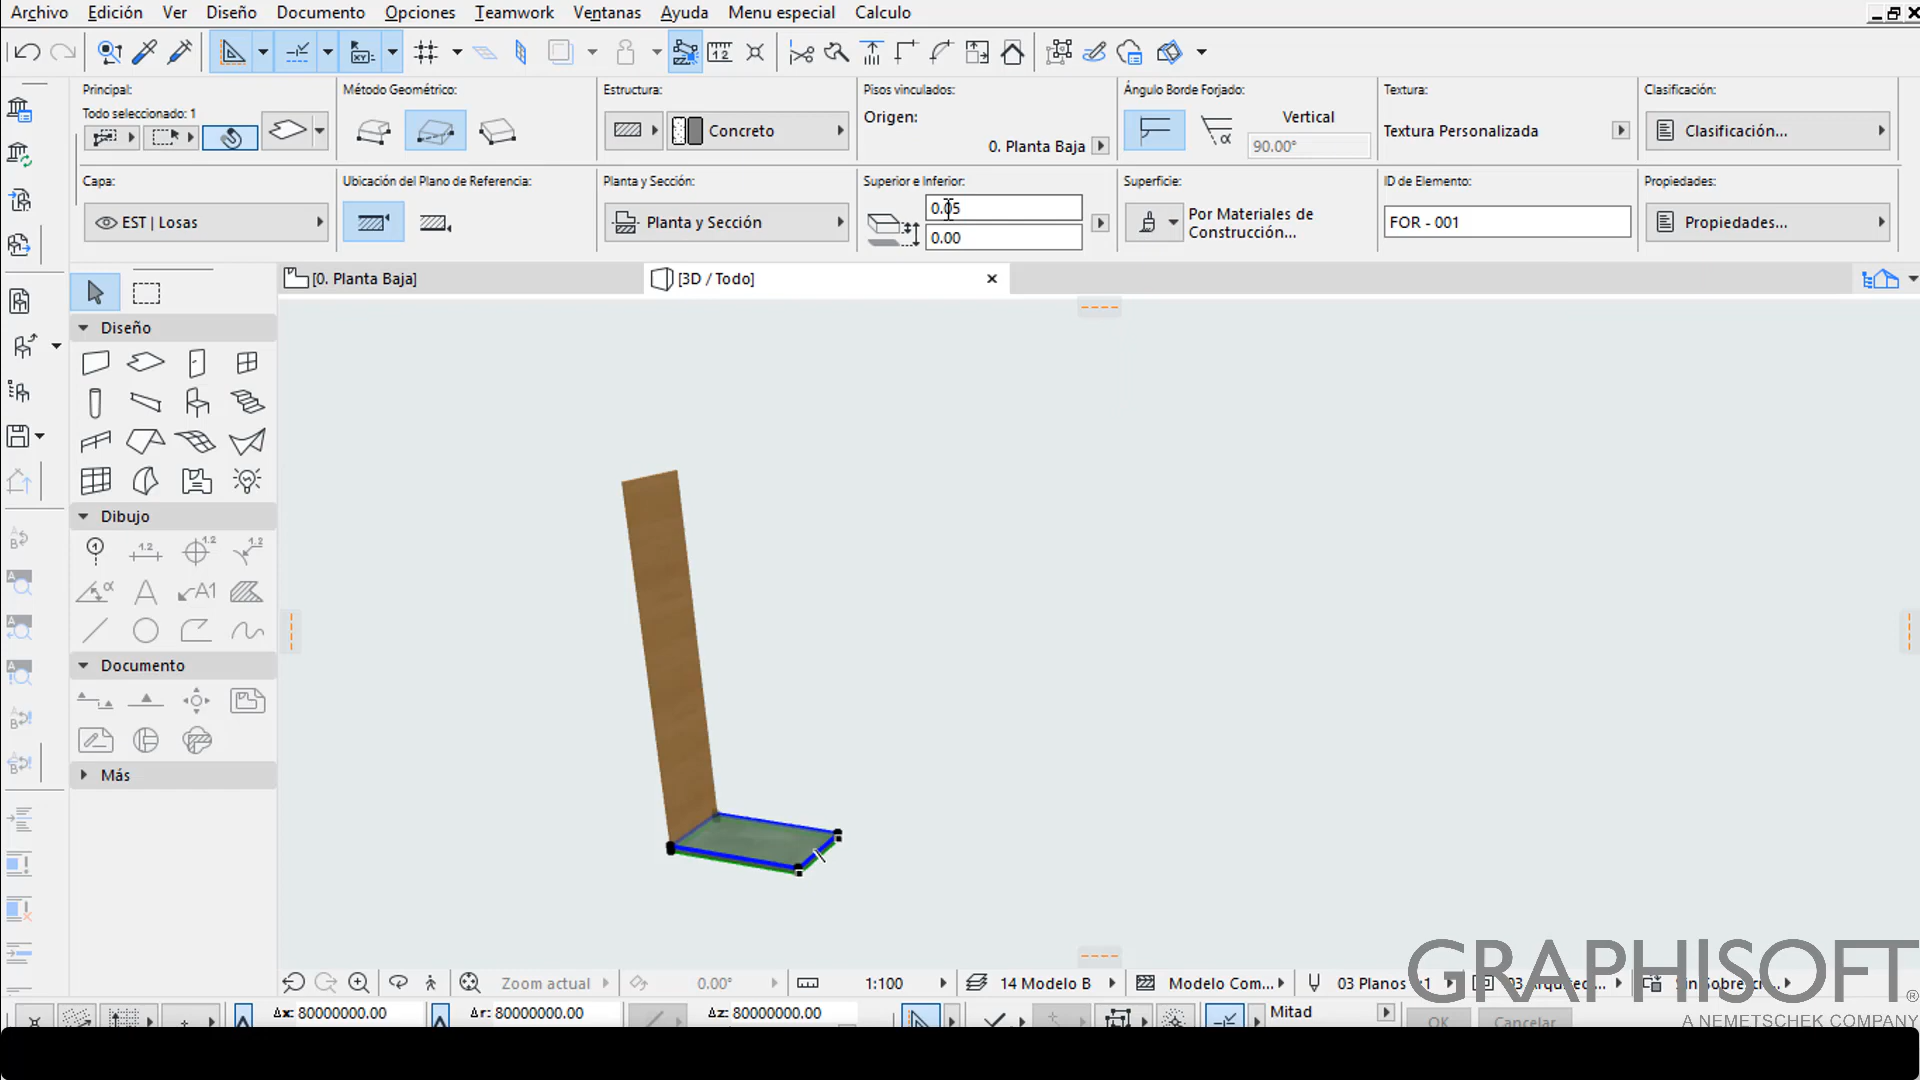 Archivo Edición Ver Diseño Documento Opciones Teamwork Ventanas Ayuda Menu especial Calculo
Principal:
Todo seleccionado: 1
Método Geométrico:
Estructura:
Concreto
Pisos vinculados:
Origen:
0. Planta Baja
Ángulo Borde Forjado:
Vertical
90.00°
Textura:
Textura Personalizada
Clasificación:
Clasificación...
Capa:
EST | Losas
Ubicación del Plano de Referencia:
Planta y Sección:
Planta y Sección
Superior e Inferior:
0.05
0.00
Superficie:
Por Materiales de
Construcción...
ID de Elemento:
FOR - 001
Propiedades:
Propiedades...
[0. Planta Baja]
[3D / Todo]
Diseño
Dibujo
Documento
Más
Zoom actual
0.00°
1:100
14 Modelo B
Modelo Com...
03 Planos
Δx: 80000000.00
Δr: 80000000.00
Δz: 80000000.00
Mitad
OK
Cancelar
GRAPHISOFT®
A NEMETSCHEK COMPANY